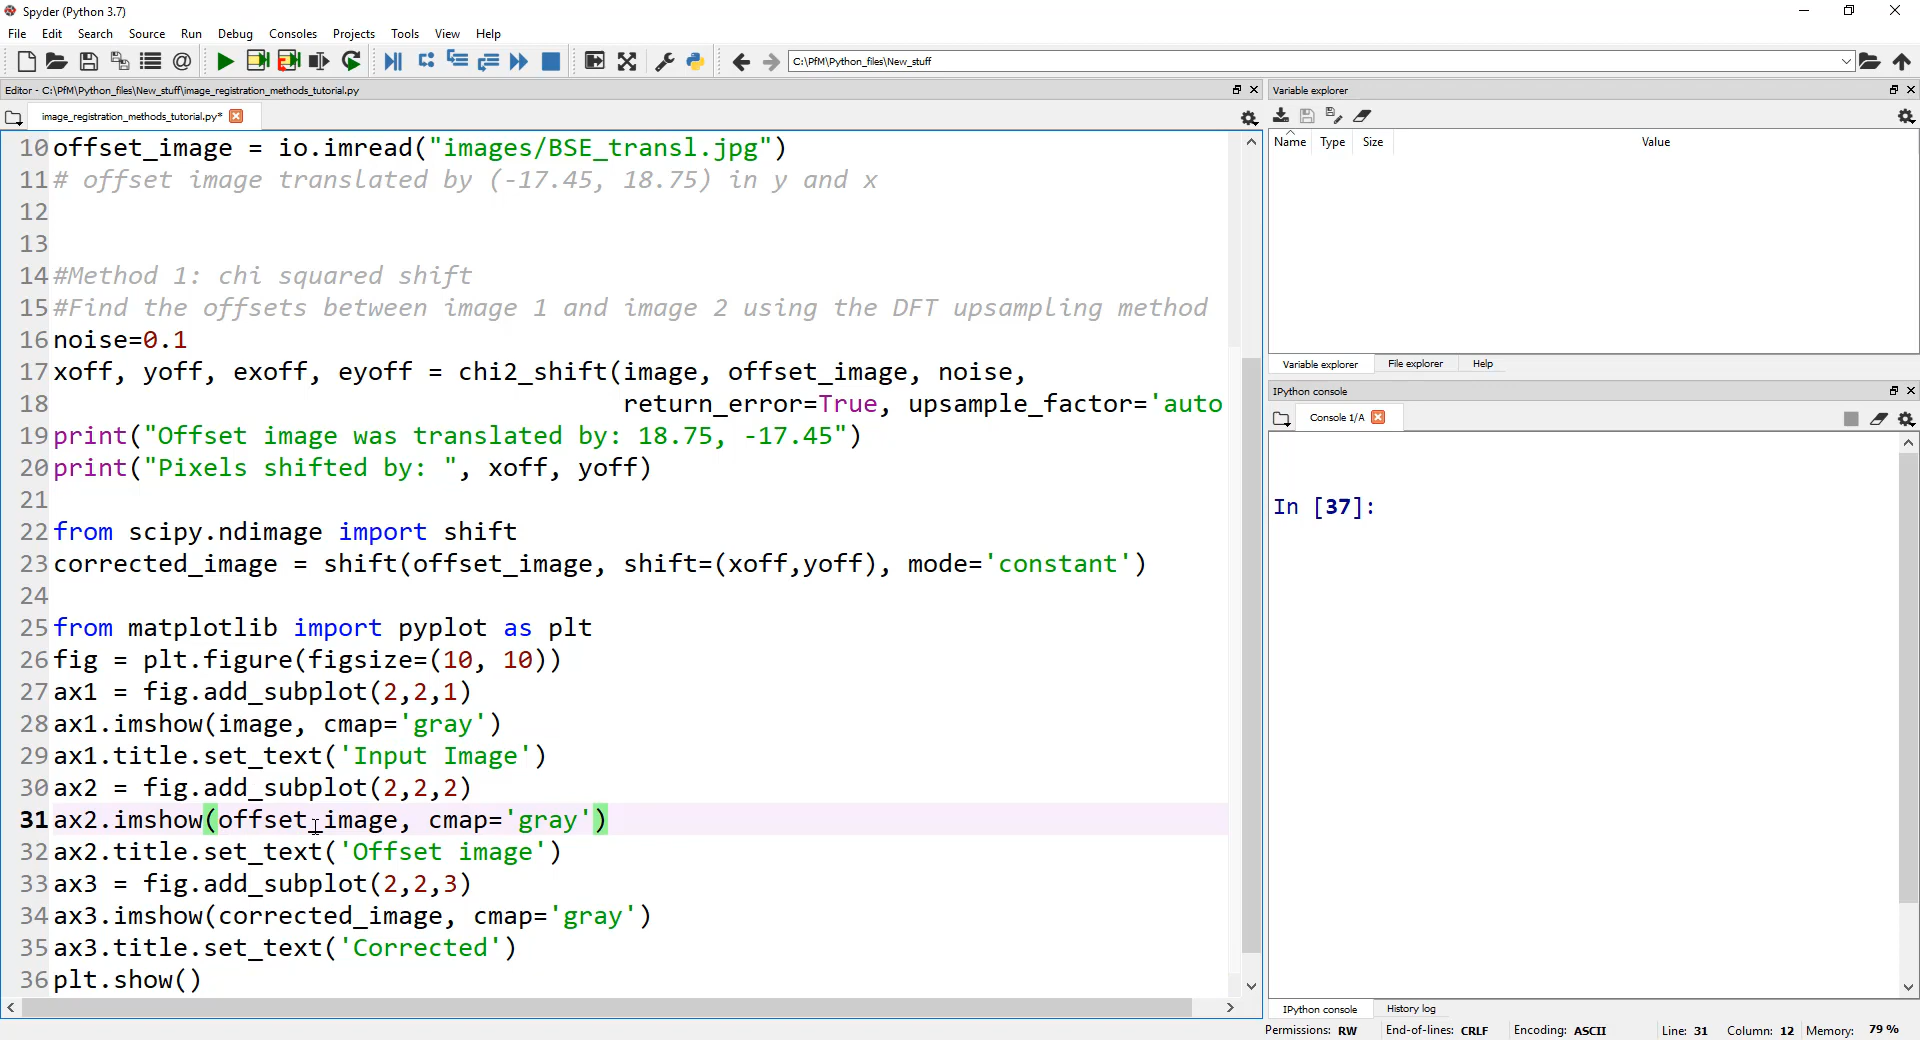 Spyder (Python 3.7)
File Edit Search Source Run Debug Consoles Projects Tools View Help
C:\PfM\Python_files\New_stuff
Editor - C:\PfM\Python_files\New_stuff\image_registration_methods_tutorial.py
image_registration_methods_tutorial.py*
10 offset_image = io.imread("images/BSE_transl.jpg")
11 # offset image translated by (-17.45, 18.75) in y and x
12
13
14 #Method 1: chi squared shift
15 #Find the offsets between image 1 and image 2 using the DFT upsampling method
16 noise=0.1
17 xoff, yoff, exoff, eyoff = chi2_shift(image, offset_image, noise,
18 return_error=True, upsample_factor='auto
19 print("Offset image was translated by: 18.75, -17.45")
20 print("Pixels shifted by: ", xoff, yoff)
21
22 from scipy.ndimage import shift
23 corrected_image = shift(offset_image, shift=(xoff,yoff), mode='constant')
24
25 from matplotlib import pyplot as plt
26 fig = plt.figure(figsize=(10, 10))
27 ax1 = fig.add_subplot(2,2,1)
28 ax1.imshow(image, cmap='gray')
29 ax1.title.set_text('Input Image')
30 ax2 = fig.add_subplot(2,2,2)
31 ax2.imshow(offset_image, cmap='gray')
32 ax2.title.set_text('Offset image')
33 ax3 = fig.add_subplot(2,2,3)
34 ax3.imshow(corrected_image, cmap='gray')
35 ax3.title.set_text('Corrected')
36 plt.show()
Variable explorer
Name Type Size Value
Variable explorer File explorer Help
IPython console
Console 1/A
In [37]:
IPython console History log
Permissions: RW End-of-lines: CRLF Encoding: ASCII Line: 31 Column: 12 Memory: 79 %